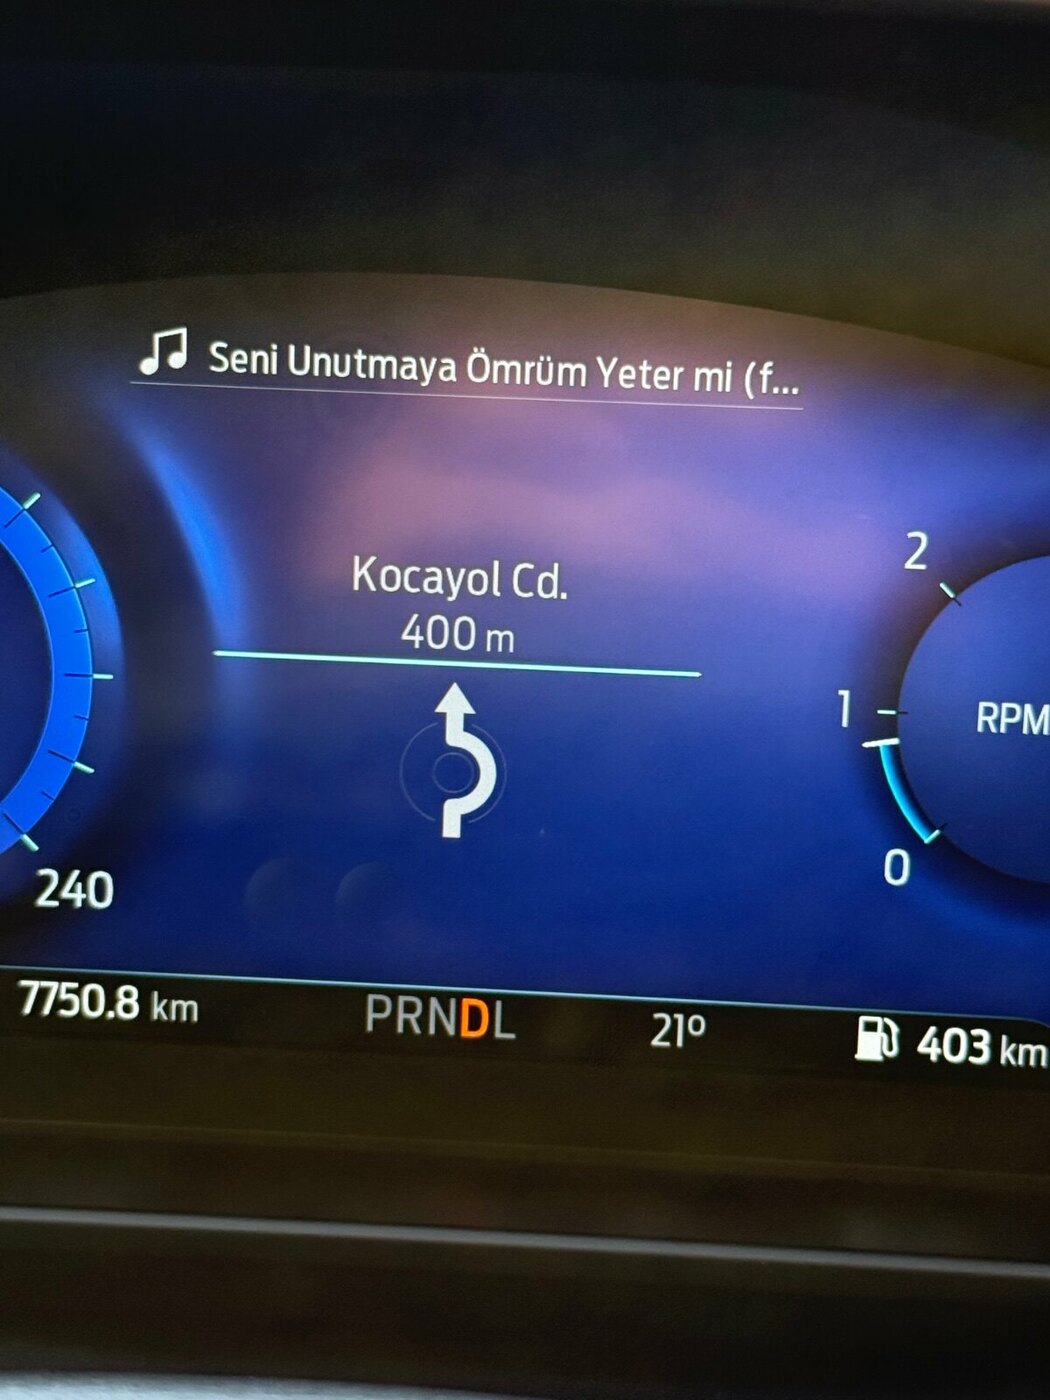 Seni Unutmaya Ömrüm Yeter mi (f...
Kocayol Cd.
400 m
2
1
RPM
0
240
7750.8 km
PRNDL
21º
403 km